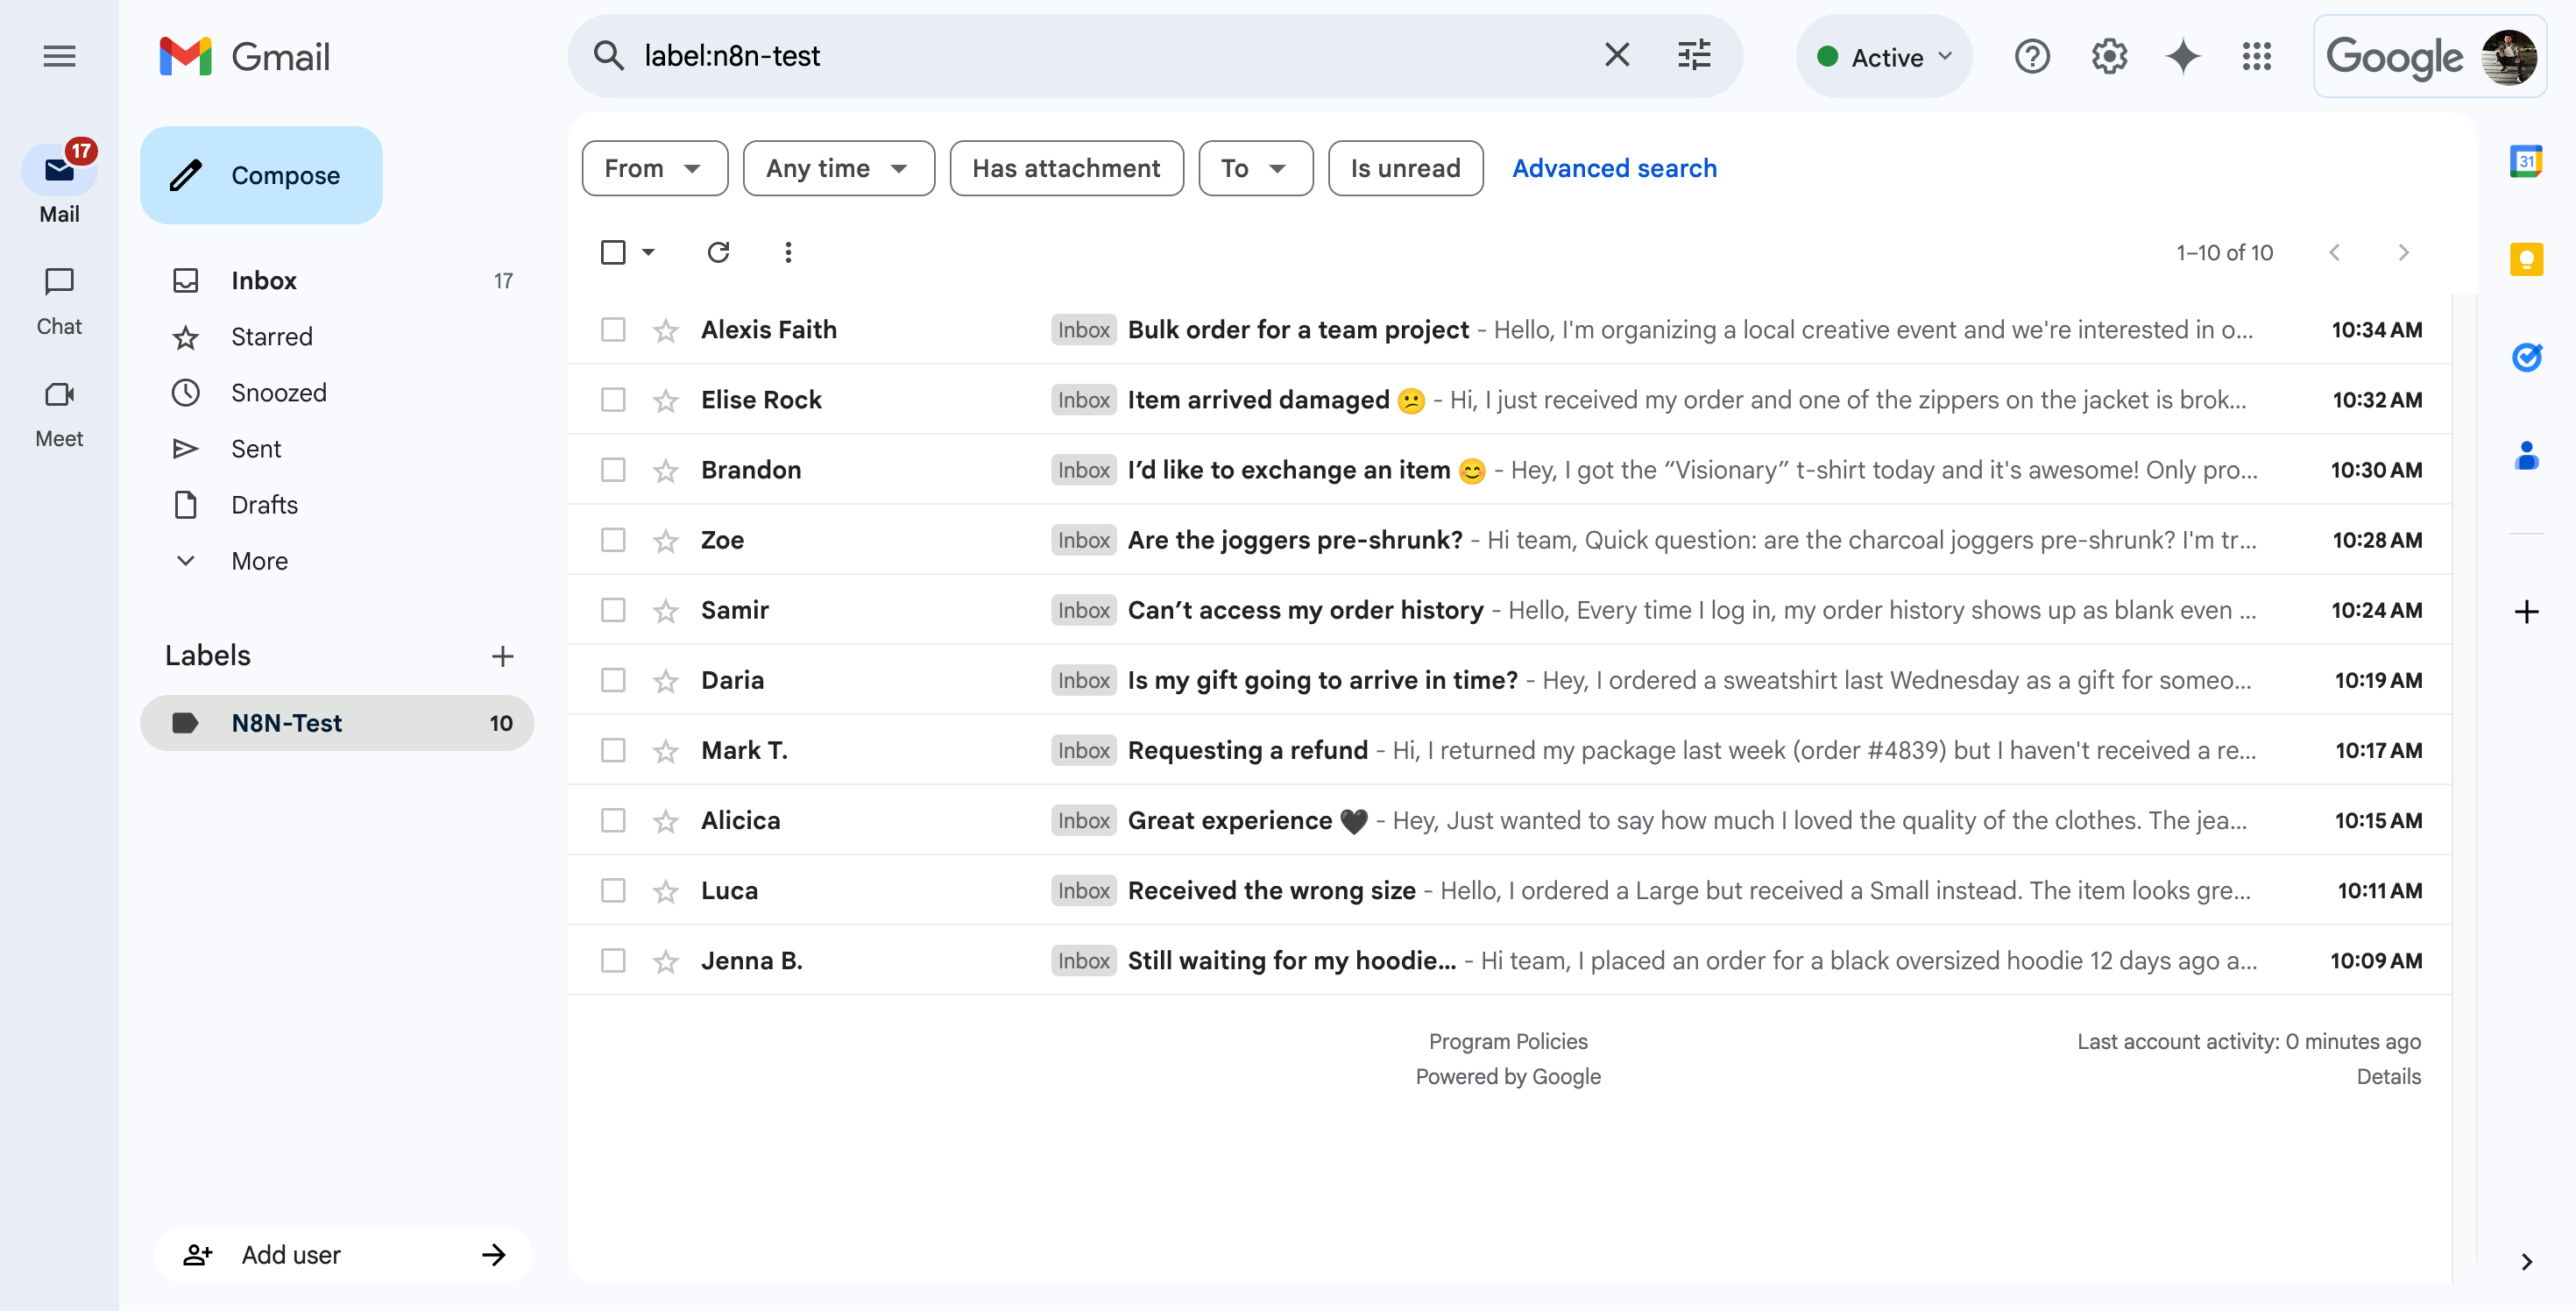 Gmail
label:n8n-test
Active
Google
17
Mail
Chat
Meet
Compose
Inbox 17
Starred
Snoozed
Sent
Drafts
More
Labels
N8N-Test 10
Add user
From Any time Has attachment To Is unread Advanced search
1–10 of 10
Alexis Faith Inbox Bulk order for a team project - Hello, I'm organizing a local creative event and we're interested in o... 10:34 AM
Elise Rock Inbox Item arrived damaged 😕 - Hi, I just received my order and one of the zippers on the jacket is brok... 10:32 AM
Brandon Inbox I’d like to exchange an item 😊 - Hey, I got the “Visionary” t-shirt today and it's awesome! Only pro... 10:30 AM
Zoe Inbox Are the joggers pre-shrunk? - Hi team, Quick question: are the charcoal joggers pre-shrunk? I'm tr... 10:28 AM
Samir Inbox Can’t access my order history - Hello, Every time I log in, my order history shows up as blank even ... 10:24 AM
Daria Inbox Is my gift going to arrive in time? - Hey, I ordered a sweatshirt last Wednesday as a gift for someo... 10:19 AM
Mark T. Inbox Requesting a refund - Hi, I returned my package last week (order #4839) but I haven't received a re... 10:17 AM
Alicica Inbox Great experience 🖤 - Hey, Just wanted to say how much I loved the quality of the clothes. The jea... 10:15 AM
Luca Inbox Received the wrong size - Hello, I ordered a Large but received a Small instead. The item looks gre... 10:11 AM
Jenna B. Inbox Still waiting for my hoodie... - Hi team, I placed an order for a black oversized hoodie 12 days ago a... 10:09 AM
Program Policies
Powered by Google
Last account activity: 0 minutes ago
Details
31